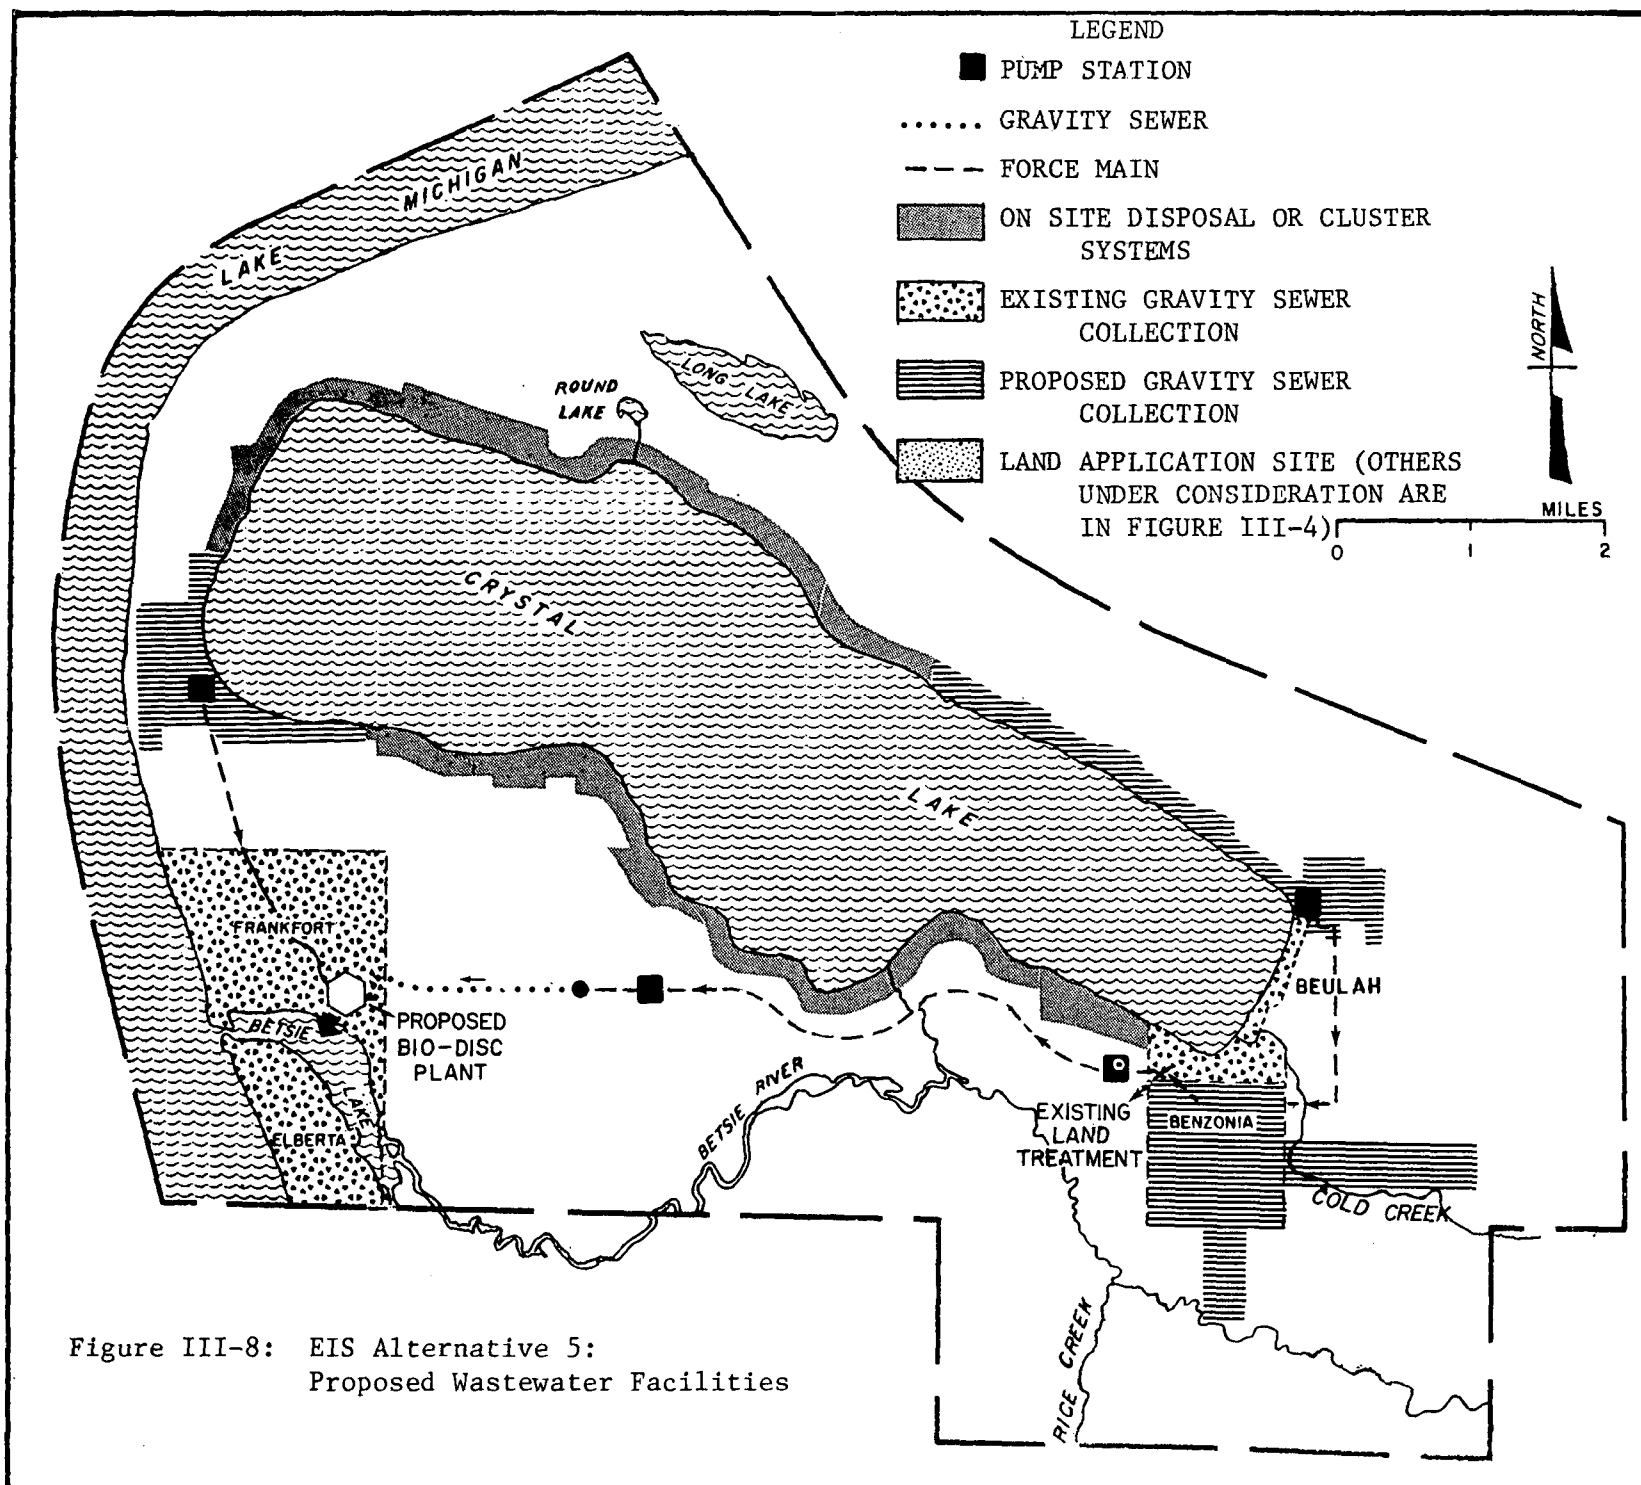 LEGEND
PUMP STATION
GRAVITY SEWER
FORCE MAIN
ON SITE DISPOSAL OR CLUSTER
SYSTEMS
EXISTING GRAVITY SEWER
COLLECTION
PROPOSED GRAVITY SEWER
COLLECTION
LAND APPLICATION SITE (OTHERS
UNDER CONSIDERATION ARE
IN FIGURE III-4)
NORTH
MILES
0 1 2
LAKE MICHIGAN
ROUND
LAKE
LONG LAKE
CRYSTAL LAKE
FRANKFORT
BETSIE LAKE
ELBERTA
PROPOSED
BIO-DISC
PLANT
BETSIE RIVER
BEULAH
EXISTING
LAND
TREATMENT
BENZONIA
COLD CREEK
RICE CREEK
Figure III-8: EIS Alternative 5:
Proposed Wastewater Facilities